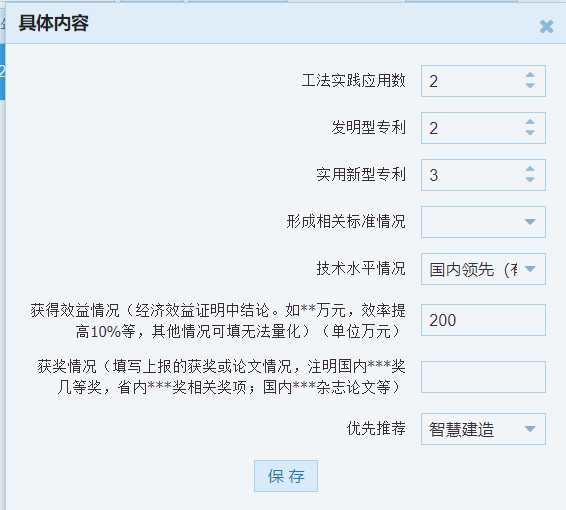 具体内容
工法实践应用数 2
发明型专利 2
实用新型专利 3
形成相关标准情况
技术水平情况 国内领先（
获得效益情况（经济效益证明中结论。如**万元，效率提
高10%等，其他情况可填无法量化）（单位万元） 200
获奖情况（填写上报的获奖或论文情况，注明国内***奖
几等奖，省内***奖相关奖项；国内***杂志论文等）
优先推荐 智慧建造
保 存